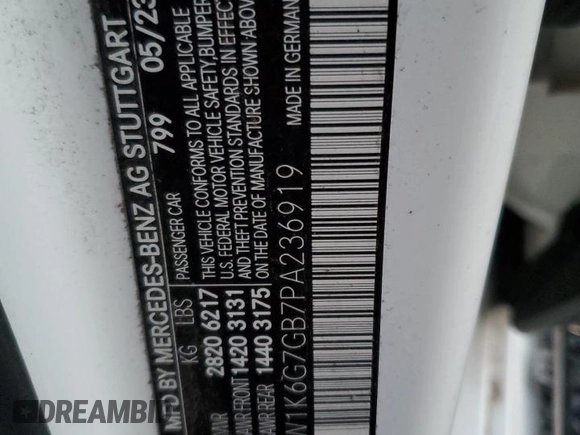 MFD BY MERCEDES-BENZ AG STUTTGART
799 05/23
KG LBS PASSENGER CAR
2820 6217
GAWR FRONT 1420 3131
GAWR REAR 1440 3175
THIS VEHICLE CONFORMS TO ALL APPLICABLE
U.S. FEDERAL MOTOR VEHICLE SAFETY, BUMPER
AND THEFT PREVENTION STANDARDS IN EFFECT
ON THE DATE OF MANUFACTURE SHOWN ABOVE
W1K6G7GB7PA236919
MADE IN GERMANY
DREAMBID